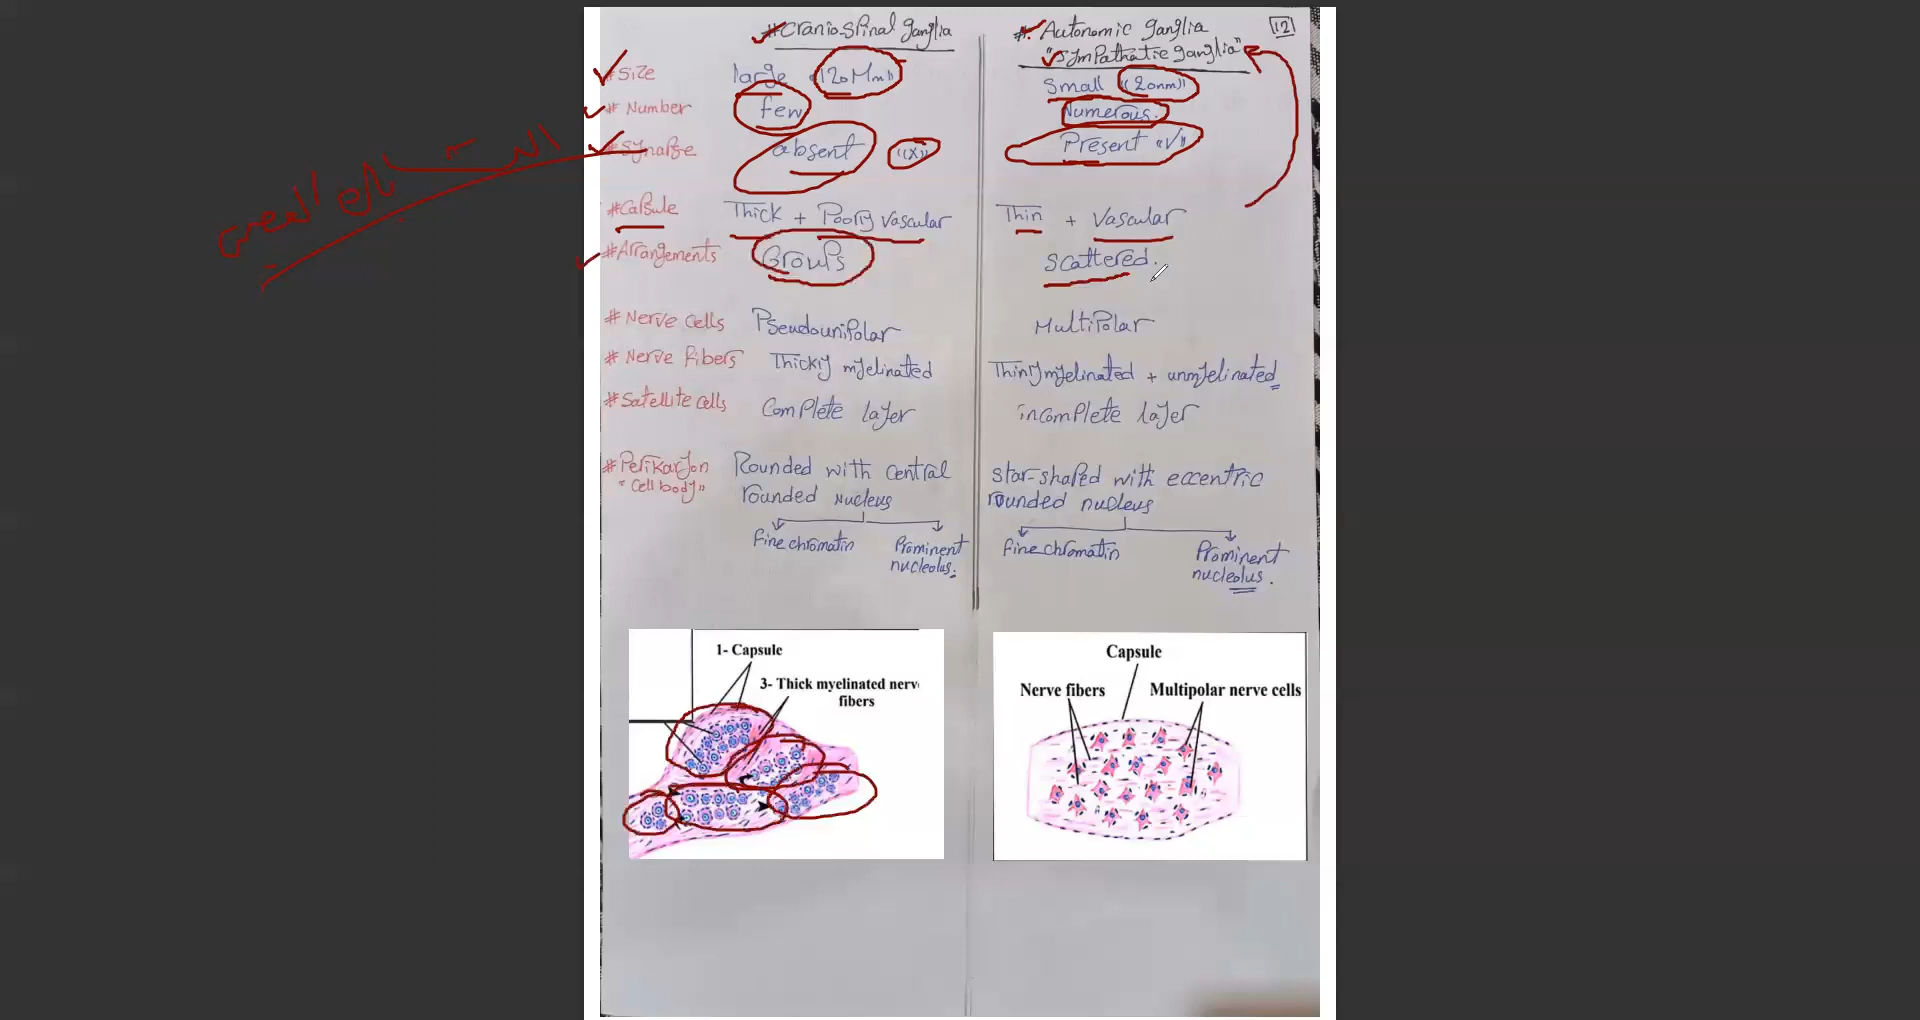 #Cranio-spinal ganglia
#. Autonomic ganglia
"Sympathatic ganglia"
12
#Size
large "120 Mm"
Small "20nm"
# Number
few
Numerous.
#Synapse
absent "X"
Present "√"
#Capsule
Thick + Poorly vascular
Thin + Vascular
#Arrangements
Groups
Scattered.
# Nerve cells
Pseudounipolar
Multipolar
# Nerve fibers
Thickly myelinated
Thinly myelinated + unmyelinated
#Satellite cells
Complete layer
incomplete layer
#Perikaryon
"Cell body"
Rounded with central
rounded nucleus
star-shaped with eccentric
rounded nucleus
Fine chromatin
Prominent
nucleolus.
Fine chromatin
Prominent
nucleolus.
1- Capsule
3- Thick myelinated nerv
fibers
Capsule
Nerve fibers
Multipolar nerve cells